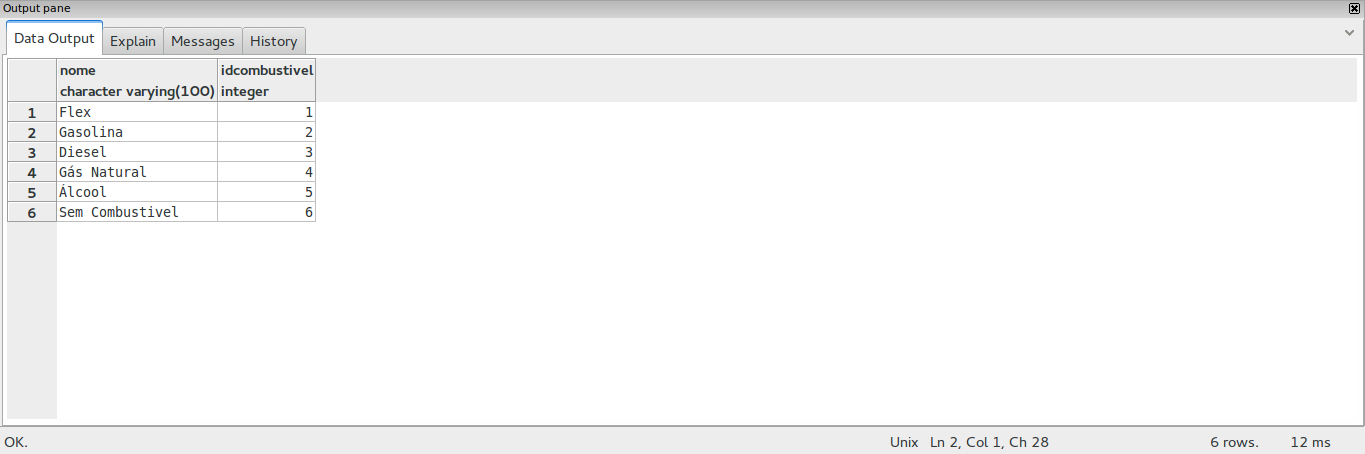 Output pane
Data Output Explain Messages History
nome idcombustivel
character varying(100) integer
1 Flex 1
2 Gasolina 2
3 Diesel 3
4 Gás Natural 4
5 Álcool 5
6 Sem Combustivel 6
OK. Unix Ln 2, Col 1, Ch 28 6 rows. 12 ms